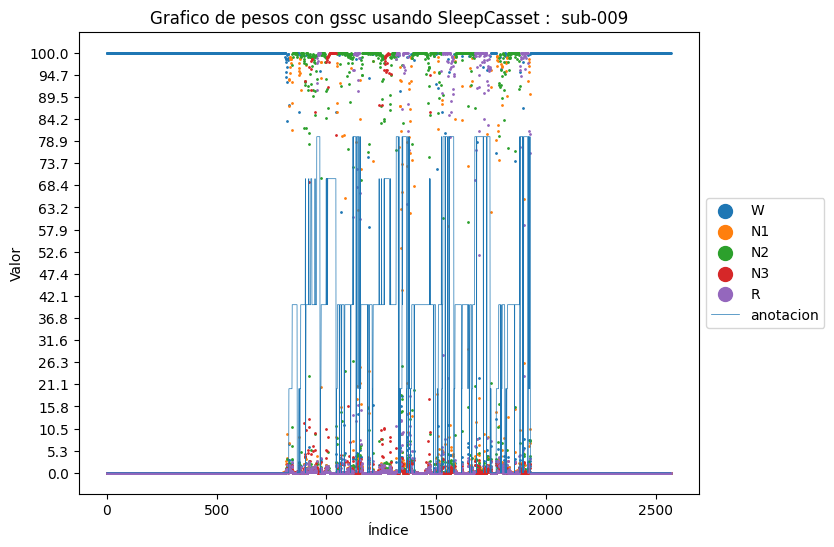 Grafico de pesos con gssc usando SleepCasset :  sub-009
100.0
94.7
89.5
84.2
78.9
73.7
68.4
63.2
57.9
52.6
47.4
42.1
36.8
31.6
26.3
21.1
15.8
10.5
5.3
0.0
Valor
0 500 1000 1500 2000 2500
Índice
W
N1
N2
N3
R
anotacion